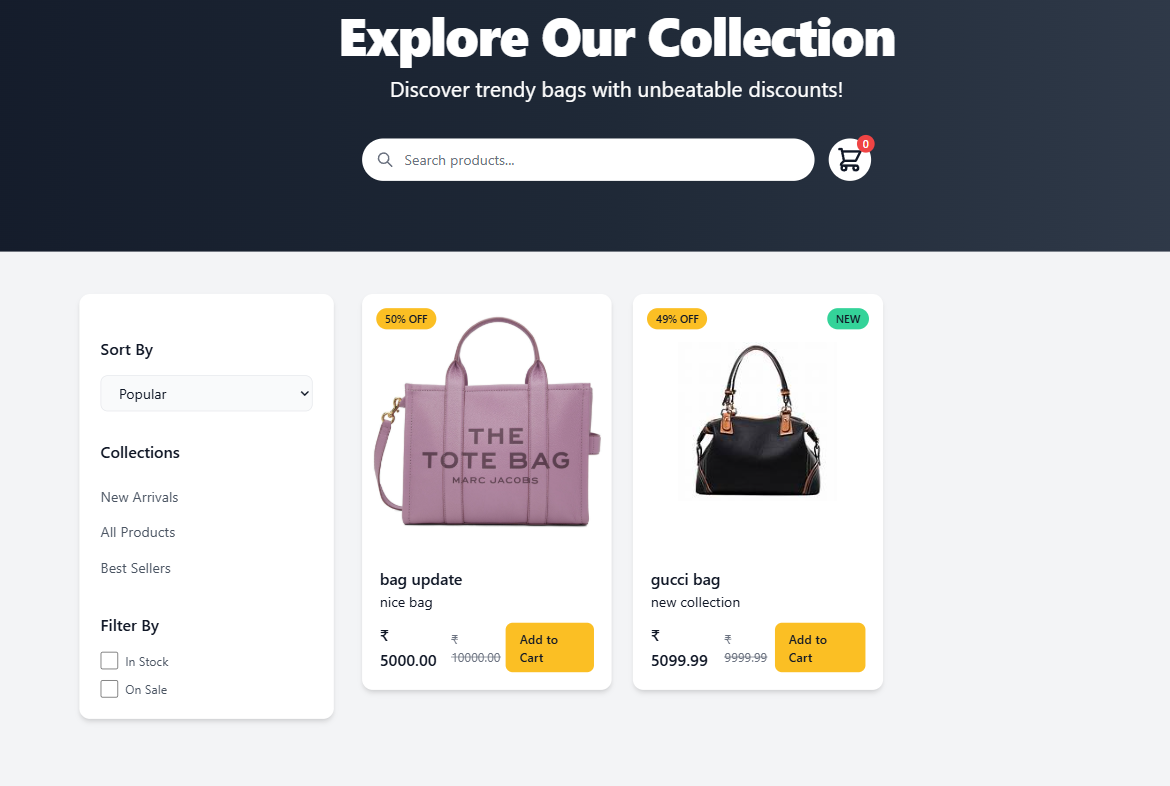 Explore Our Collection
Discover trendy bags with unbeatable discounts!
Search products...
0
Sort By
Popular
Collections
New Arrivals
All Products
Best Sellers
Filter By
In Stock
On Sale
50% OFF
THE
TOTE BAG
MARC JACOBS
bag update
nice bag
₹
5000.00
₹
10000.00
Add to
Cart
49% OFF
NEW
gucci bag
new collection
₹
5099.99
₹
9999.99
Add to
Cart